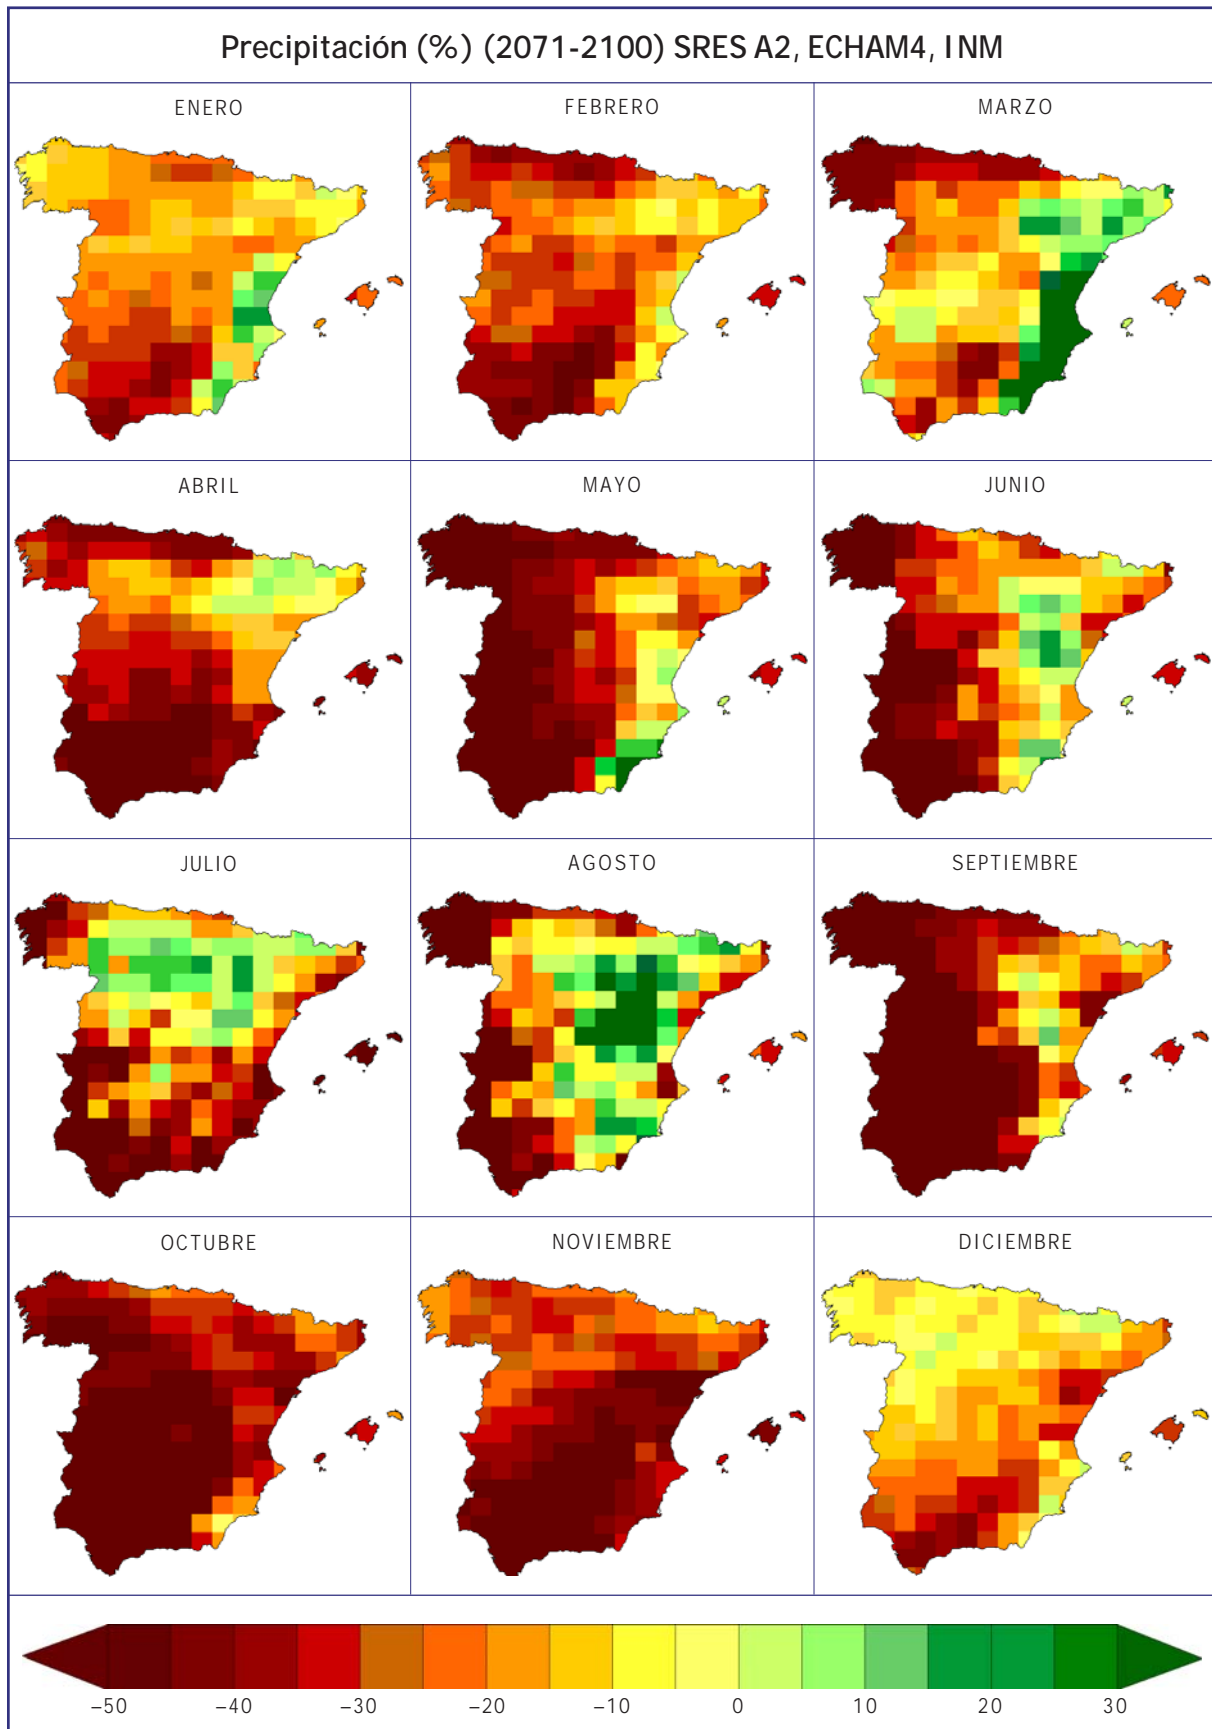 Precipitación (%) (2071-2100) SRES A2, ECHAM4, INM
ENERO
FEBRERO
MARZO
ABRIL
MAYO
JUNIO
JULIO
AGOSTO
SEPTIEMBRE
OCTUBRE
NOVIEMBRE
DICIEMBRE
−50 −40 −30 −20 −10 0 10 20 30